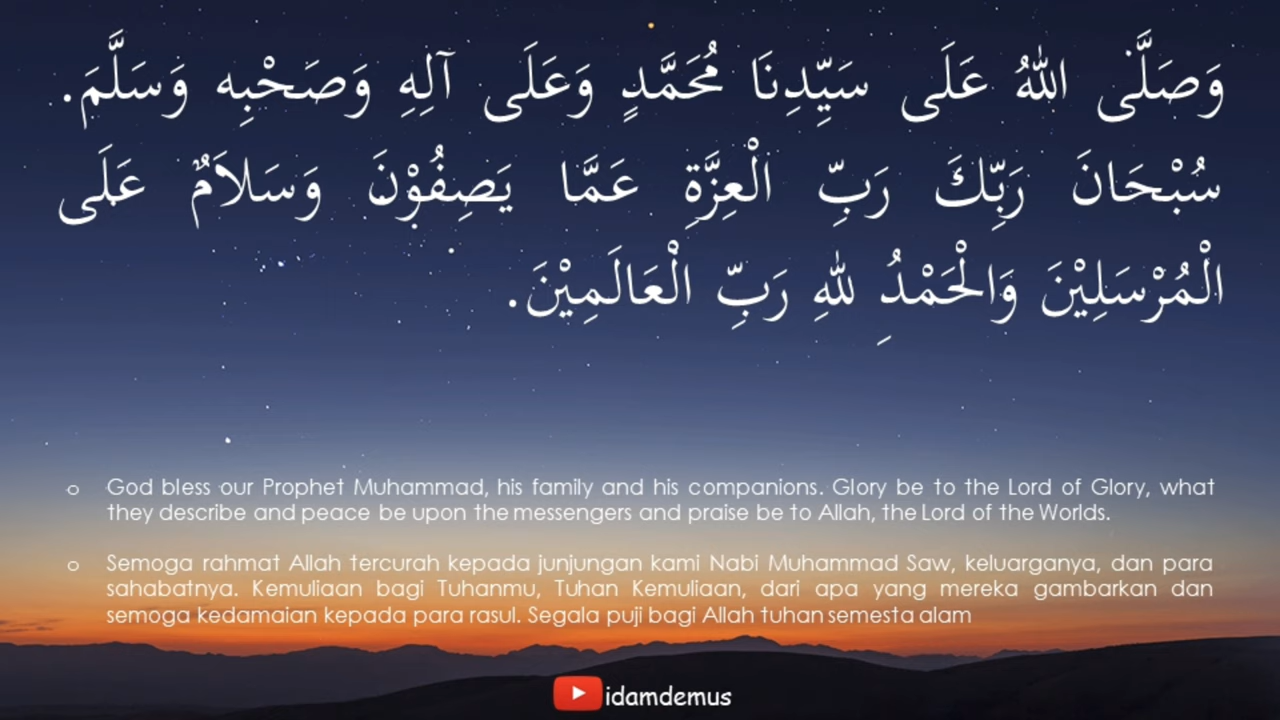 وَصَلَّى اللهُ عَلَى سَيِّدِنَا مُحَمَّدٍ وَعَلَى آلِهِ وَصَحْبِهِ وَسَلَّمَ.
سُبْحَانَ رَبِّكَ رَبِّ الْعِزَّةِ عَمَّا يَصِفُوْنَ وَسَلاَمٌ عَلَى
الْمُرْسَلِيْنَ وَالْحَمْدُ لِلهِ رَبِّ الْعَالَمِيْنَ.
o God bless our Prophet Muhammad, his family and his companions. Glory be to the Lord of Glory, what
they describe and peace be upon the messengers and praise be to Allah, the Lord of the Worlds.
o Semoga rahmat Allah tercurah kepada junjungan kami Nabi Muhammad Saw, keluarganya, dan para
sahabatnya. Kemuliaan bagi Tuhanmu, Tuhan Kemuliaan, dari apa yang mereka gambarkan dan
semoga kedamaian kepada para rasul. Segala puji bagi Allah tuhan semesta alam
idamdemus